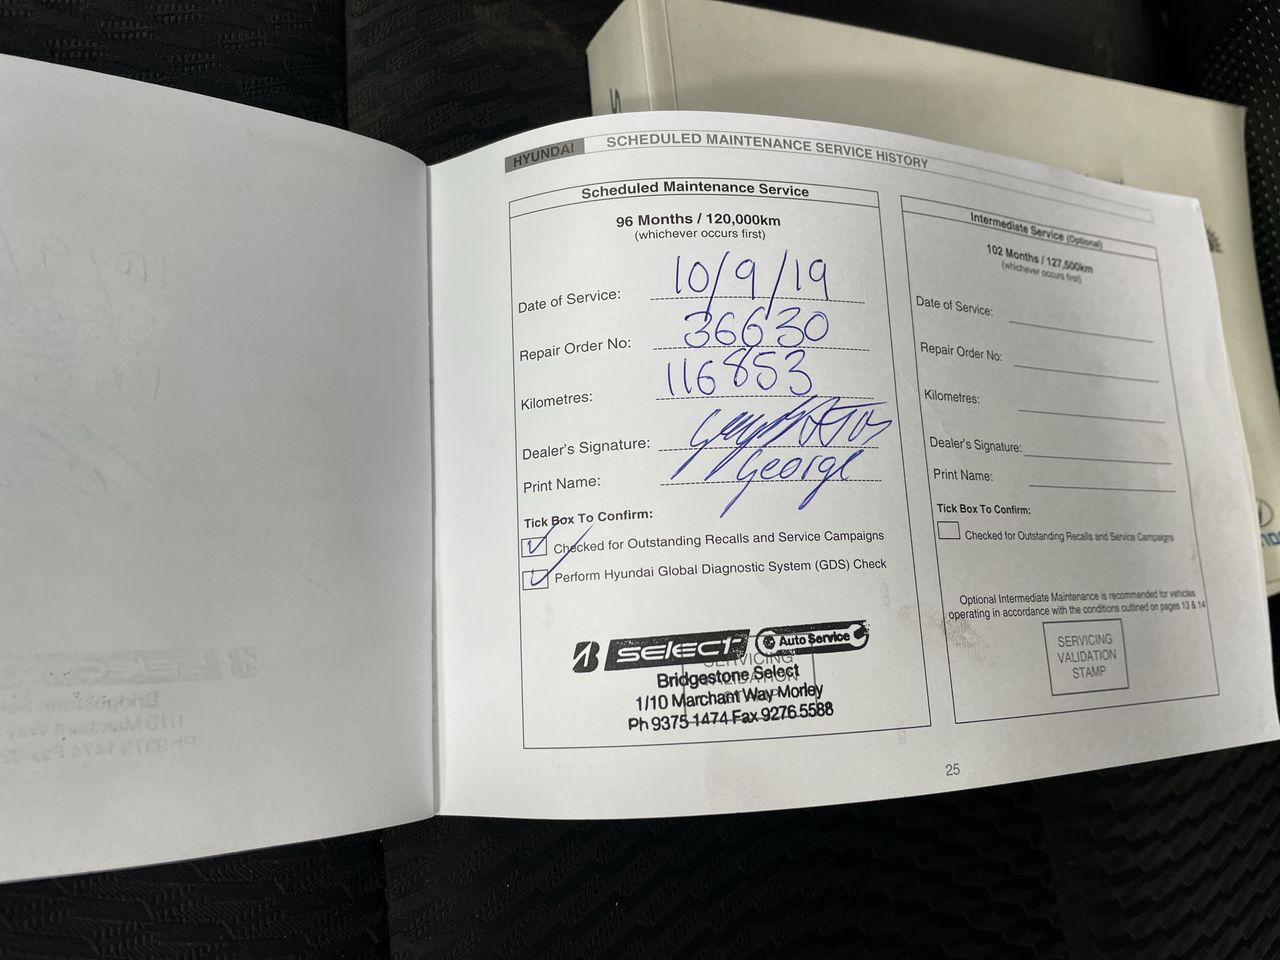 HYUNDAI
SCHEDULED MAINTENANCE SERVICE HISTORY
Scheduled Maintenance Service
96 Months / 120,000km
(whichever occurs first)
Date of Service: 10/9/19
Repair Order No: 36630
Kilometres: 116853
Dealer's Signature:
Print Name: George
Tick Box To Confirm:
Checked for Outstanding Recalls and Service Campaigns
Perform Hyundai Global Diagnostic System (GDS) Check
SELECT Auto Service
SERVICING
Bridgestone Select
VALIDATION
1/10 Marchant Way Morley
Ph 9375 1474 Fax 9276 5588
Intermediate Service (Optional)
102 Months / 127,500km
(whichever occurs first)
Date of Service:
Repair Order No:
Kilometres:
Dealer's Signature:
Print Name:
Tick Box To Confirm:
Checked for Outstanding Recalls and Service Campaigns
Optional Intermediate Maintenance is recommended for vehicles
operating in accordance with the conditions outlined on pages 13 & 14
SERVICING
VALIDATION
STAMP
25